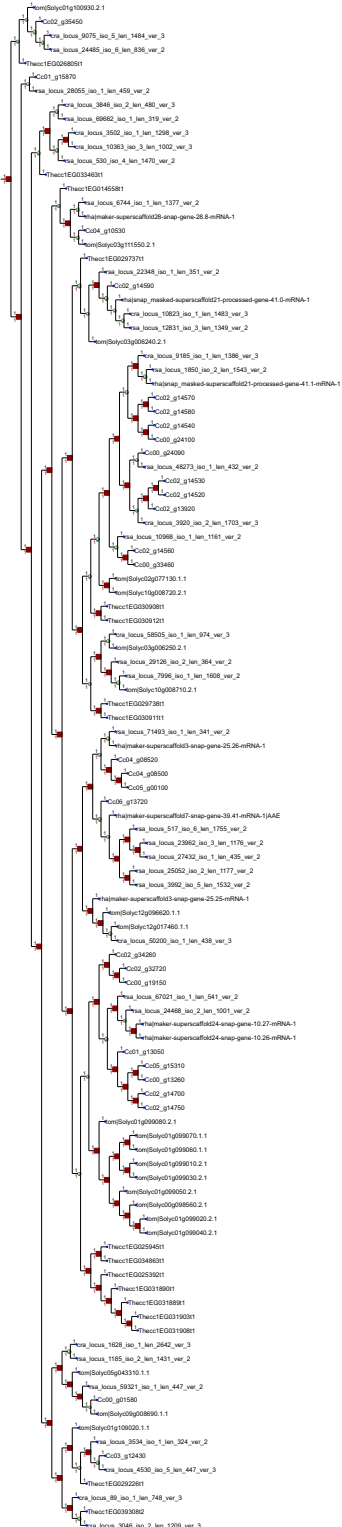 tom|Solyc01g100930.2.1
Cc02_g35450
cra_locus_9075_iso_5_len_1484_ver_3
rsa_locus_24485_iso_6_len_836_ver_2
Thecc1EG026805t1
Cc01_g15870
rsa_locus_28055_iso_1_len_459_ver_2
cra_locus_3846_iso_2_len_480_ver_3
rsa_locus_69662_iso_1_len_319_ver_2
cra_locus_3502_iso_1_len_1298_ver_3
cra_locus_10363_iso_3_len_1002_ver_3
rsa_locus_530_iso_4_len_1470_ver_2
Thecc1EG033463t1
Thecc1EG014558t1
rsa_locus_6744_iso_1_len_1377_ver_2
rha|maker-superscaffold28-snap-gene-28.8-mRNA-1
Cc04_g10530
tom|Solyc03g111550.2.1
Thecc1EG029737t1
rsa_locus_22348_iso_1_len_351_ver_2
Cc02_g14590
rha|snap_masked-superscaffold21-processed-gene-41.0-mRNA-1
cra_locus_10823_iso_1_len_1483_ver_3
rsa_locus_12831_iso_3_len_1349_ver_2
tom|Solyc03g006240.2.1
cra_locus_9185_iso_1_len_1386_ver_3
rsa_locus_1850_iso_2_len_1543_ver_2
rha|snap_masked-superscaffold21-processed-gene-41.1-mRNA-1
Cc02_g14570
Cc02_g14580
Cc02_g14540
Cc00_g24100
Cc00_g24090
rsa_locus_48273_iso_1_len_432_ver_2
Cc02_g14530
Cc02_g14520
Cc02_g13920
cra_locus_3920_iso_2_len_1703_ver_3
rsa_locus_10968_iso_1_len_1161_ver_2
Cc02_g14560
Cc00_g33460
tom|Solyc02g077130.1.1
tom|Solyc10g008720.2.1
Thecc1EG030908t1
Thecc1EG030912t1
cra_locus_58505_iso_1_len_974_ver_3
tom|Solyc03g006250.2.1
rsa_locus_29126_iso_2_len_364_ver_2
rsa_locus_7996_iso_1_len_1608_ver_2
tom|Solyc10g008710.2.1
Thecc1EG029738t1
Thecc1EG030911t1
rsa_locus_71493_iso_1_len_341_ver_2
rha|maker-superscaffold3-snap-gene-25.26-mRNA-1
Cc04_g08520
Cc04_g08500
Cc05_g00100
Cc06_g13720
rha|maker-superscaffold7-snap-gene-39.41-mRNA-1|AAE
rsa_locus_517_iso_6_len_1755_ver_2
rsa_locus_23962_iso_3_len_1176_ver_2
rsa_locus_27432_iso_1_len_435_ver_2
rsa_locus_25052_iso_2_len_1177_ver_2
rsa_locus_3992_iso_5_len_1532_ver_2
rha|maker-superscaffold3-snap-gene-25.25-mRNA-1
tom|Solyc12g096620.1.1
tom|Solyc12g017460.1.1
cra_locus_50200_iso_1_len_438_ver_3
Cc02_g34260
Cc02_g32720
Cc00_g19150
rsa_locus_67021_iso_1_len_541_ver_2
rsa_locus_24468_iso_2_len_1001_ver_2
rha|maker-superscaffold24-snap-gene-10.27-mRNA-1
rha|maker-superscaffold24-snap-gene-10.26-mRNA-1
Cc01_g13050
Cc05_g15310
Cc00_g13260
Cc02_g14700
Cc02_g14750
tom|Solyc01g099080.2.1
tom|Solyc01g099070.1.1
tom|Solyc01g099060.1.1
tom|Solyc01g099010.2.1
tom|Solyc01g099030.2.1
tom|Solyc01g099050.2.1
tom|Solyc00g098560.2.1
tom|Solyc01g099020.2.1
tom|Solyc01g099040.2.1
Thecc1EG025945t1
Thecc1EG034863t1
Thecc1EG025392t1
Thecc1EG031890t1
Thecc1EG031889t1
Thecc1EG031903t1
Thecc1EG031908t1
cra_locus_1628_iso_1_len_2642_ver_3
rsa_locus_1185_iso_2_len_1431_ver_2
tom|Solyc05g043310.1.1
rsa_locus_59321_iso_1_len_447_ver_2
Cc00_g01580
tom|Solyc09g008690.1.1
tom|Solyc01g109020.1.1
rsa_locus_3534_iso_1_len_324_ver_2
Cc03_g12430
cra_locus_4530_iso_5_len_447_ver_3
Thecc1EG029226t1
cra_locus_89_iso_1_len_748_ver_3
Thecc1EG039308t2
cra_locus_3046_iso_2_len_1209_ver_3